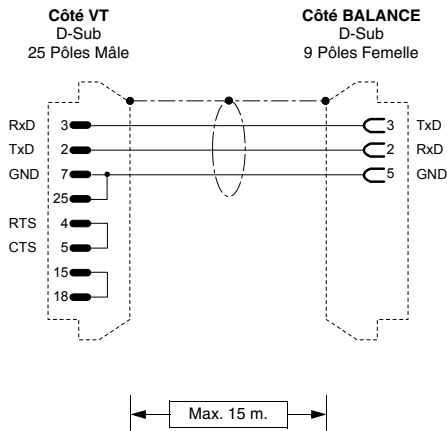 Côté VT
D-Sub
25 Pôles Mâle
Côté BALANCE
D-Sub
9 Pôles Femelle
RxD 3 3 TxD
TxD 2 2 RxD
GND 7 5 GND
25
RTS 4
CTS 5
15
18
Max. 15 m.